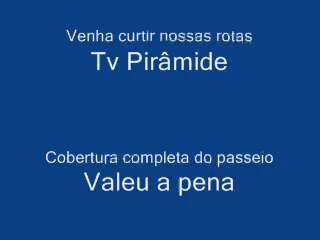 Venha curtir nossas rotas
Tv Pirâmide
Cobertura completa do passeio
Valeu a pena